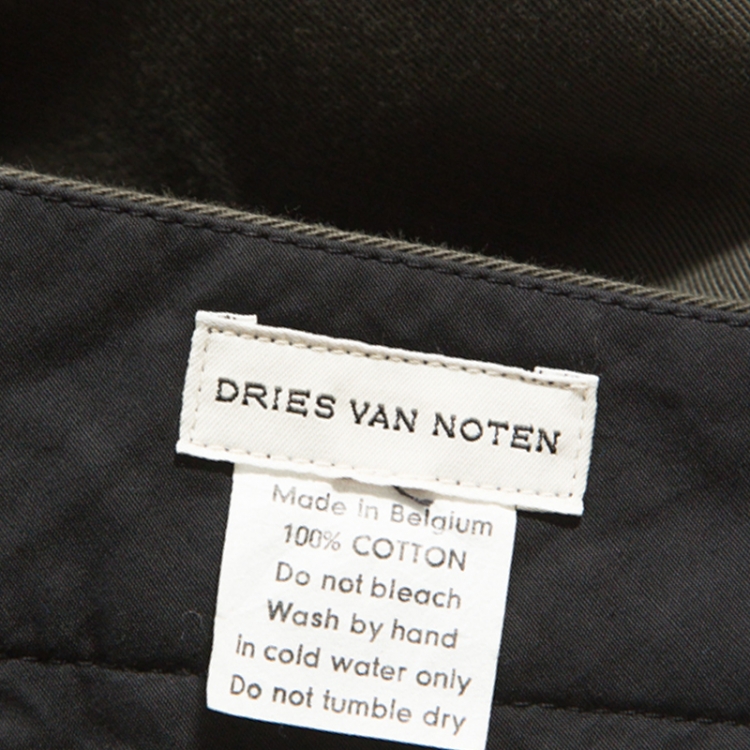 DRIES VAN NOTEN
Made in Belgium
100% COTTON
Do not bleach
Wash by hand
in cold water only
Do not tumble dry